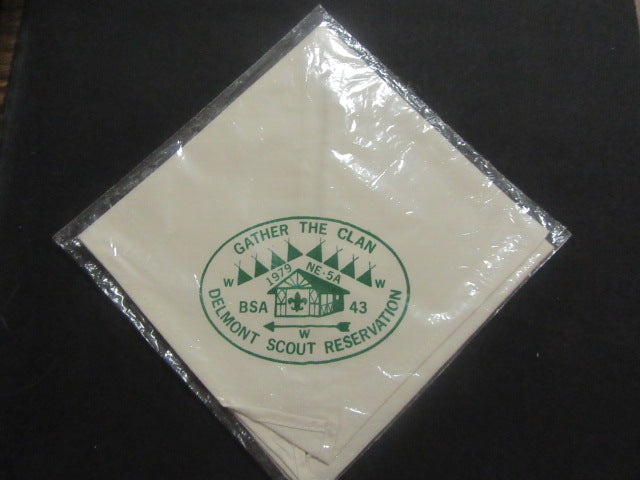 GATHER THE CLAN
1979 NE-5A
W W
BSA 43
W
DELMONT SCOUT RESERVATION